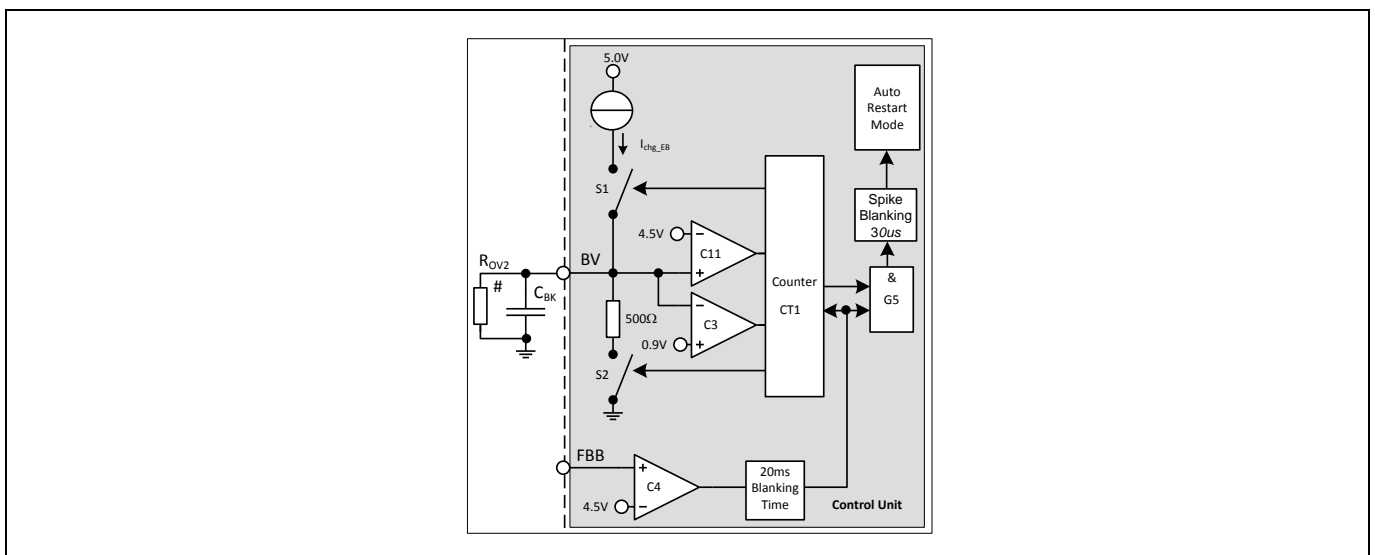 5.0V
Auto
Restart
Mode
Ichg_EB
S1
Spike
Blanking
30us
4.5V
C11
BV
ROV2
#
CBK
Counter
CT1
&
G5
500Ω
C3
0.9V
S2
FBB
C4
4.5V
20ms
Blanking
Time
Control Unit
+
-
+
-
+
-